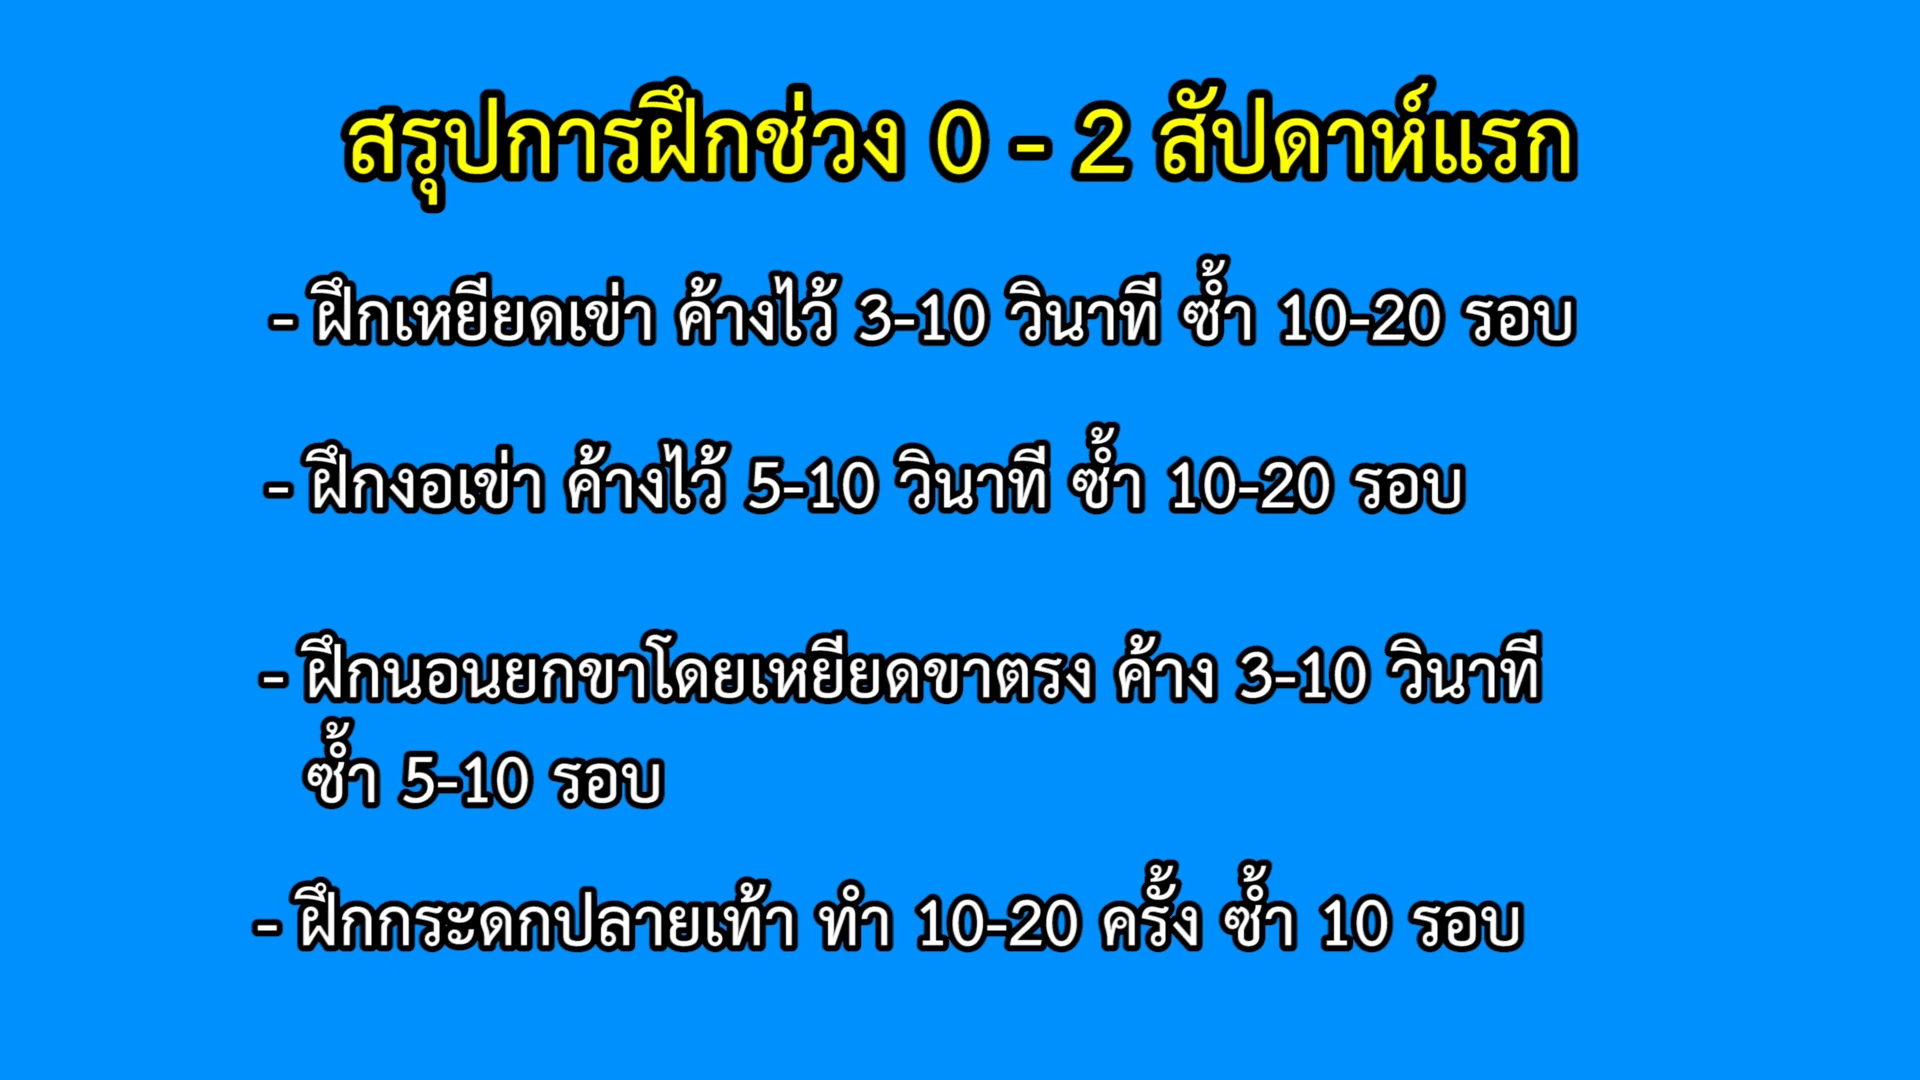 สรุปการฝึกช่วง 0 - 2 สัปดาห์แรก
- ฝึกเหยียดเข่า ค้างไว้ 3-10 วินาที ซ้ำ 10-20 รอบ
- ฝึกงอเข่า ค้างไว้ 5-10 วินาที ซ้ำ 10-20 รอบ
- ฝึกนอนยกขาโดยเหยียดขาตรง ค้าง 3-10 วินาที
ซ้ำ 5-10 รอบ
- ฝึกกระดกปลายเท้า ทำ 10-20 ครั้ง ซ้ำ 10 รอบ